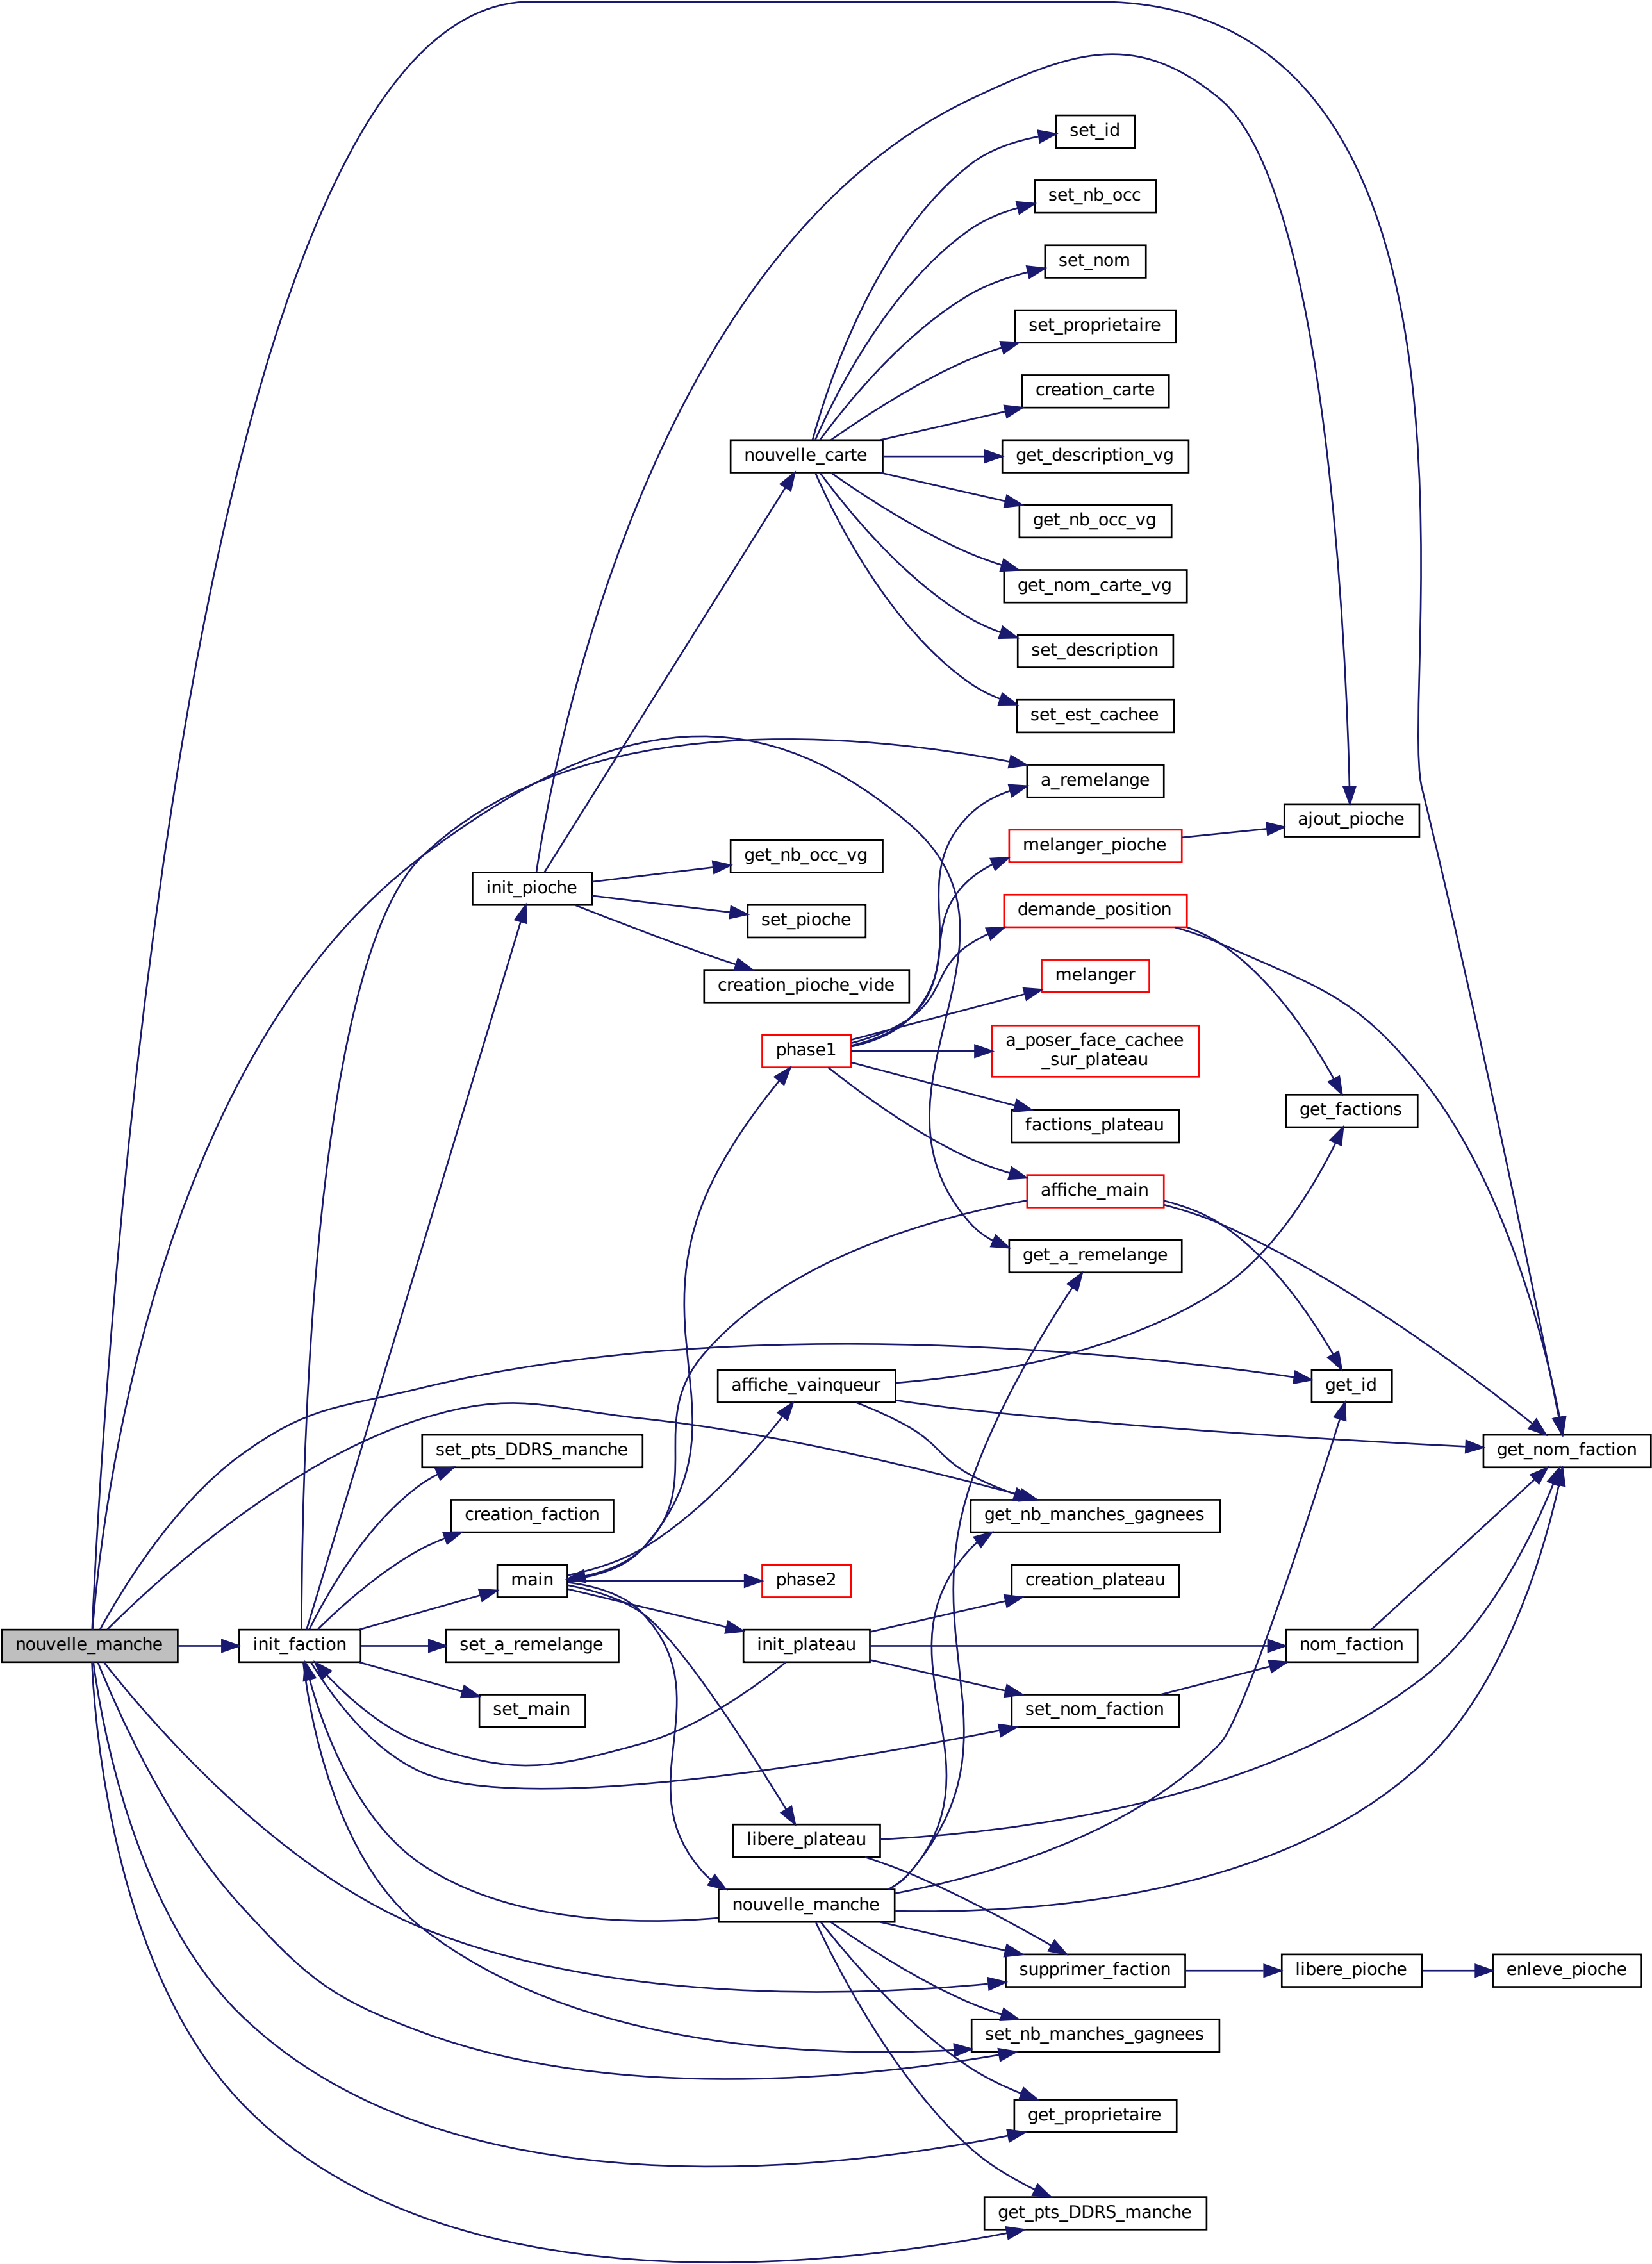 set_id
set_nb_occ
set_nom
set_proprietaire
creation_carte
nouvelle_carte
get_description_vg
get_nb_occ_vg
get_nom_carte_vg
set_description
set_est_cachee
a_remelange
ajout_pioche
melanger_pioche
get_nb_occ_vg
init_pioche
demande_position
set_pioche
melanger
creation_pioche_vide
phase1
a_poser_face_cachee
_sur_plateau
get_factions
factions_plateau
affiche_main
get_a_remelange
affiche_vainqueur
get_id
set_pts_DDRS_manche
get_nom_faction
creation_faction
get_nb_manches_gagnees
main
phase2
creation_plateau
nouvelle_manche
init_faction
set_a_remelange
init_plateau
nom_faction
set_main
set_nom_faction
libere_plateau
nouvelle_manche
supprimer_faction
libere_pioche
enleve_pioche
set_nb_manches_gagnees
get_proprietaire
get_pts_DDRS_manche